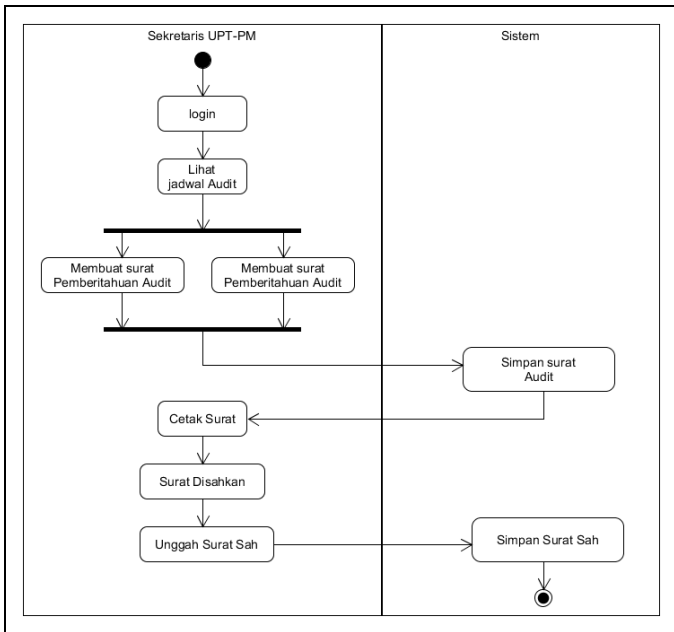 Sekretaris UPT-PM
Sistem
login
Lihat
jadwal Audit
Membuat surat
Pemberitahuan Audit
Membuat surat
Pemberitahuan Audit
Simpan surat
Audit
Cetak Surat
Surat Disahkan
Unggah Surat Sah
Simpan Surat Sah